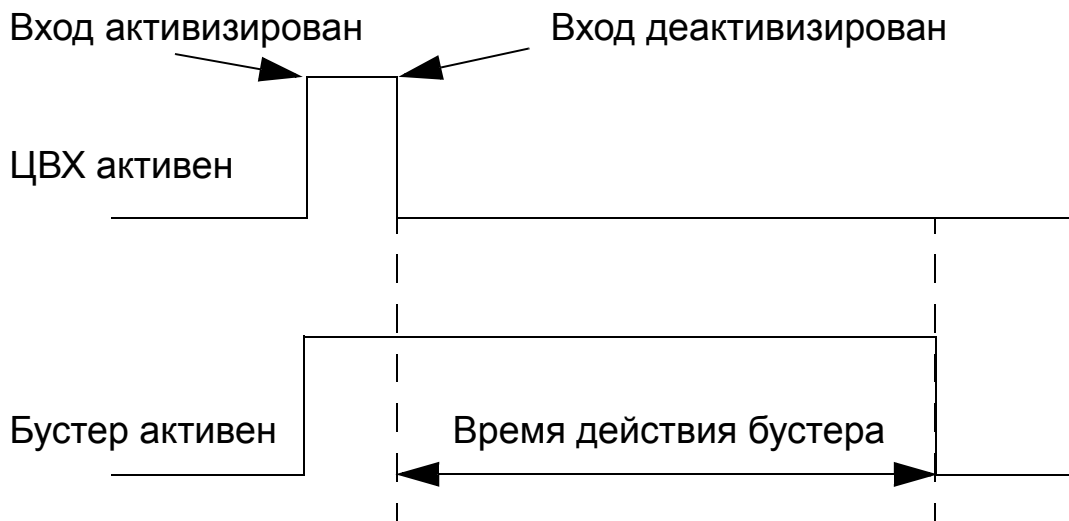 Вход активизирован
Вход деактивизирован
ЦВХ активен
Бустер активен
Время действия бустера